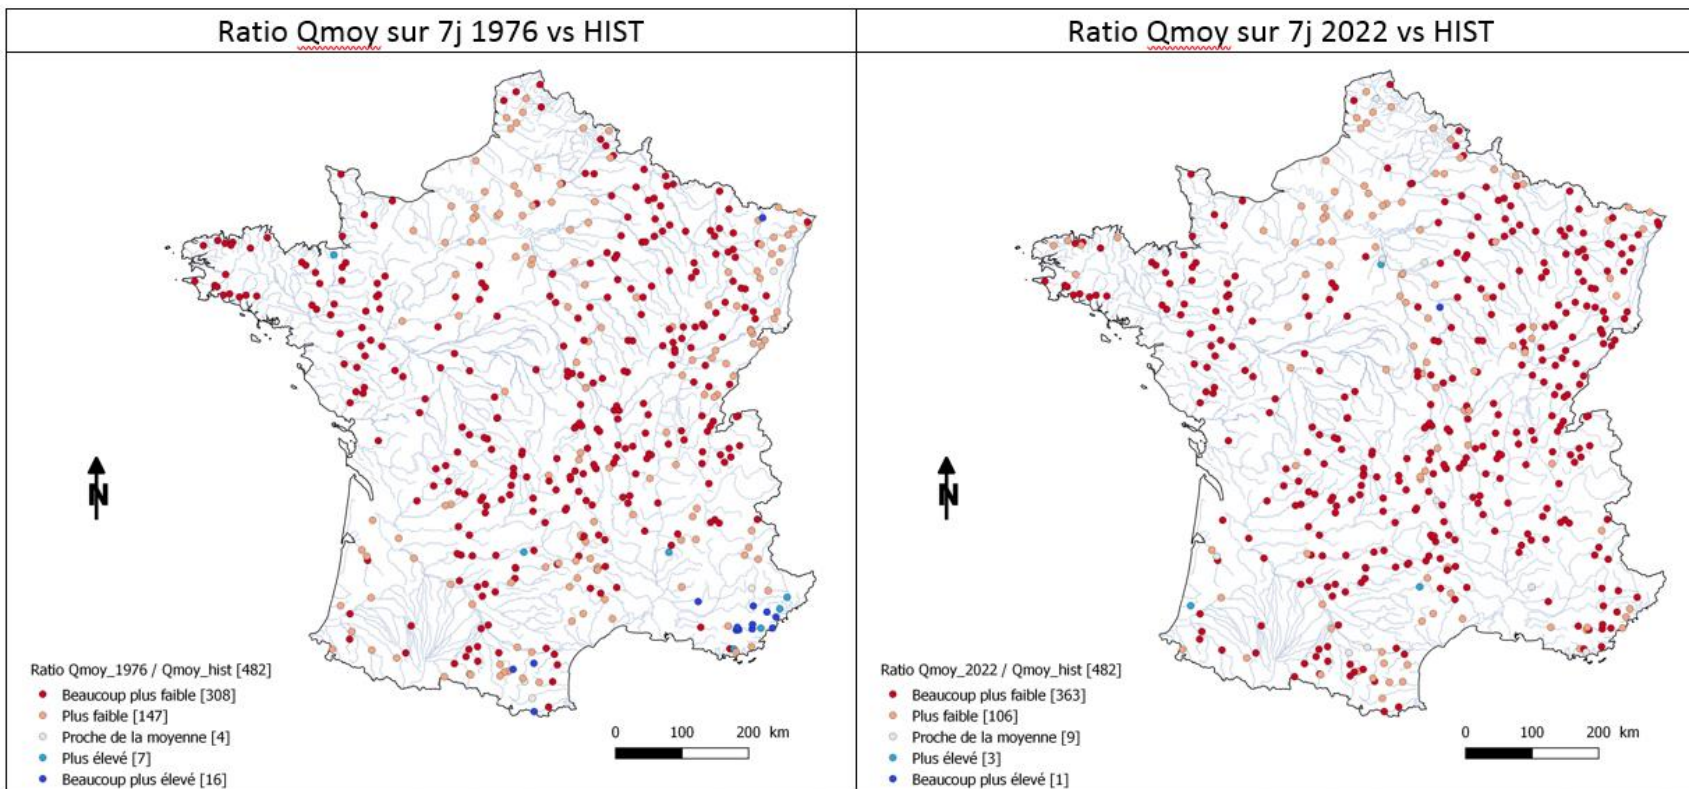 Ratio Qmoy sur 7j 1976 vs HIST
Ratio Qmoy sur 7j 2022 vs HIST
N
Ratio Qmoy_1976 / Qmoy_hist [482]
Beaucoup plus faible [308]
Plus faible [147]
Proche de la moyenne [4]
Plus élevé [7]
Beaucoup plus élevé [16]
0 100 200 km
N
Ratio Qmoy_2022 / Qmoy_hist [482]
Beaucoup plus faible [363]
Plus faible [106]
Proche de la moyenne [9]
Plus élevé [3]
Beaucoup plus élevé [1]
0 100 200 km